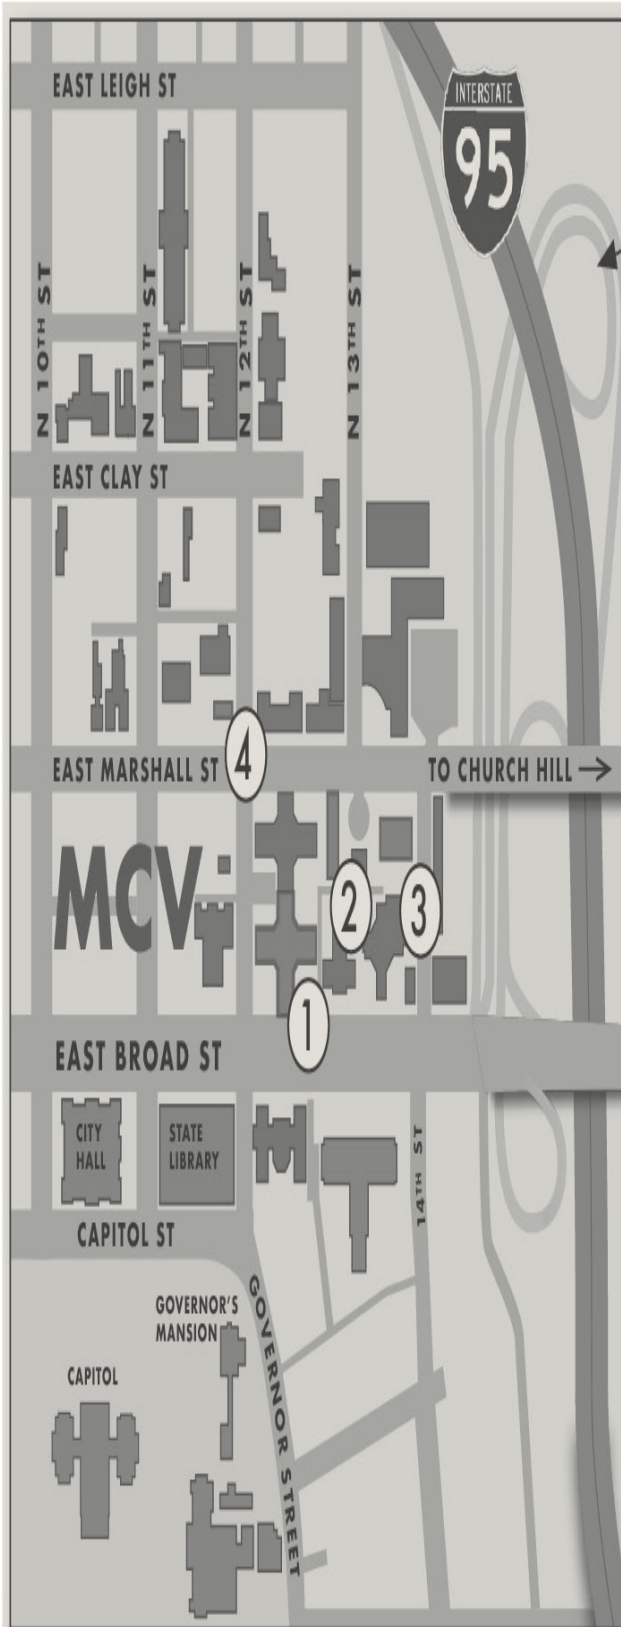 EAST LEIGH ST
INTERSTATE
95
N 10TH ST
N 11TH ST
N 12TH ST
N 13TH ST
EAST CLAY ST
4
EAST MARSHALL ST
TO CHURCH HILL →
MCV
2
3
1
EAST BROAD ST
CITY
HALL
STATE
LIBRARY
14TH ST
CAPITOL ST
GOVERNOR'S
MANSION
GOVERNOR STREET
CAPITOL